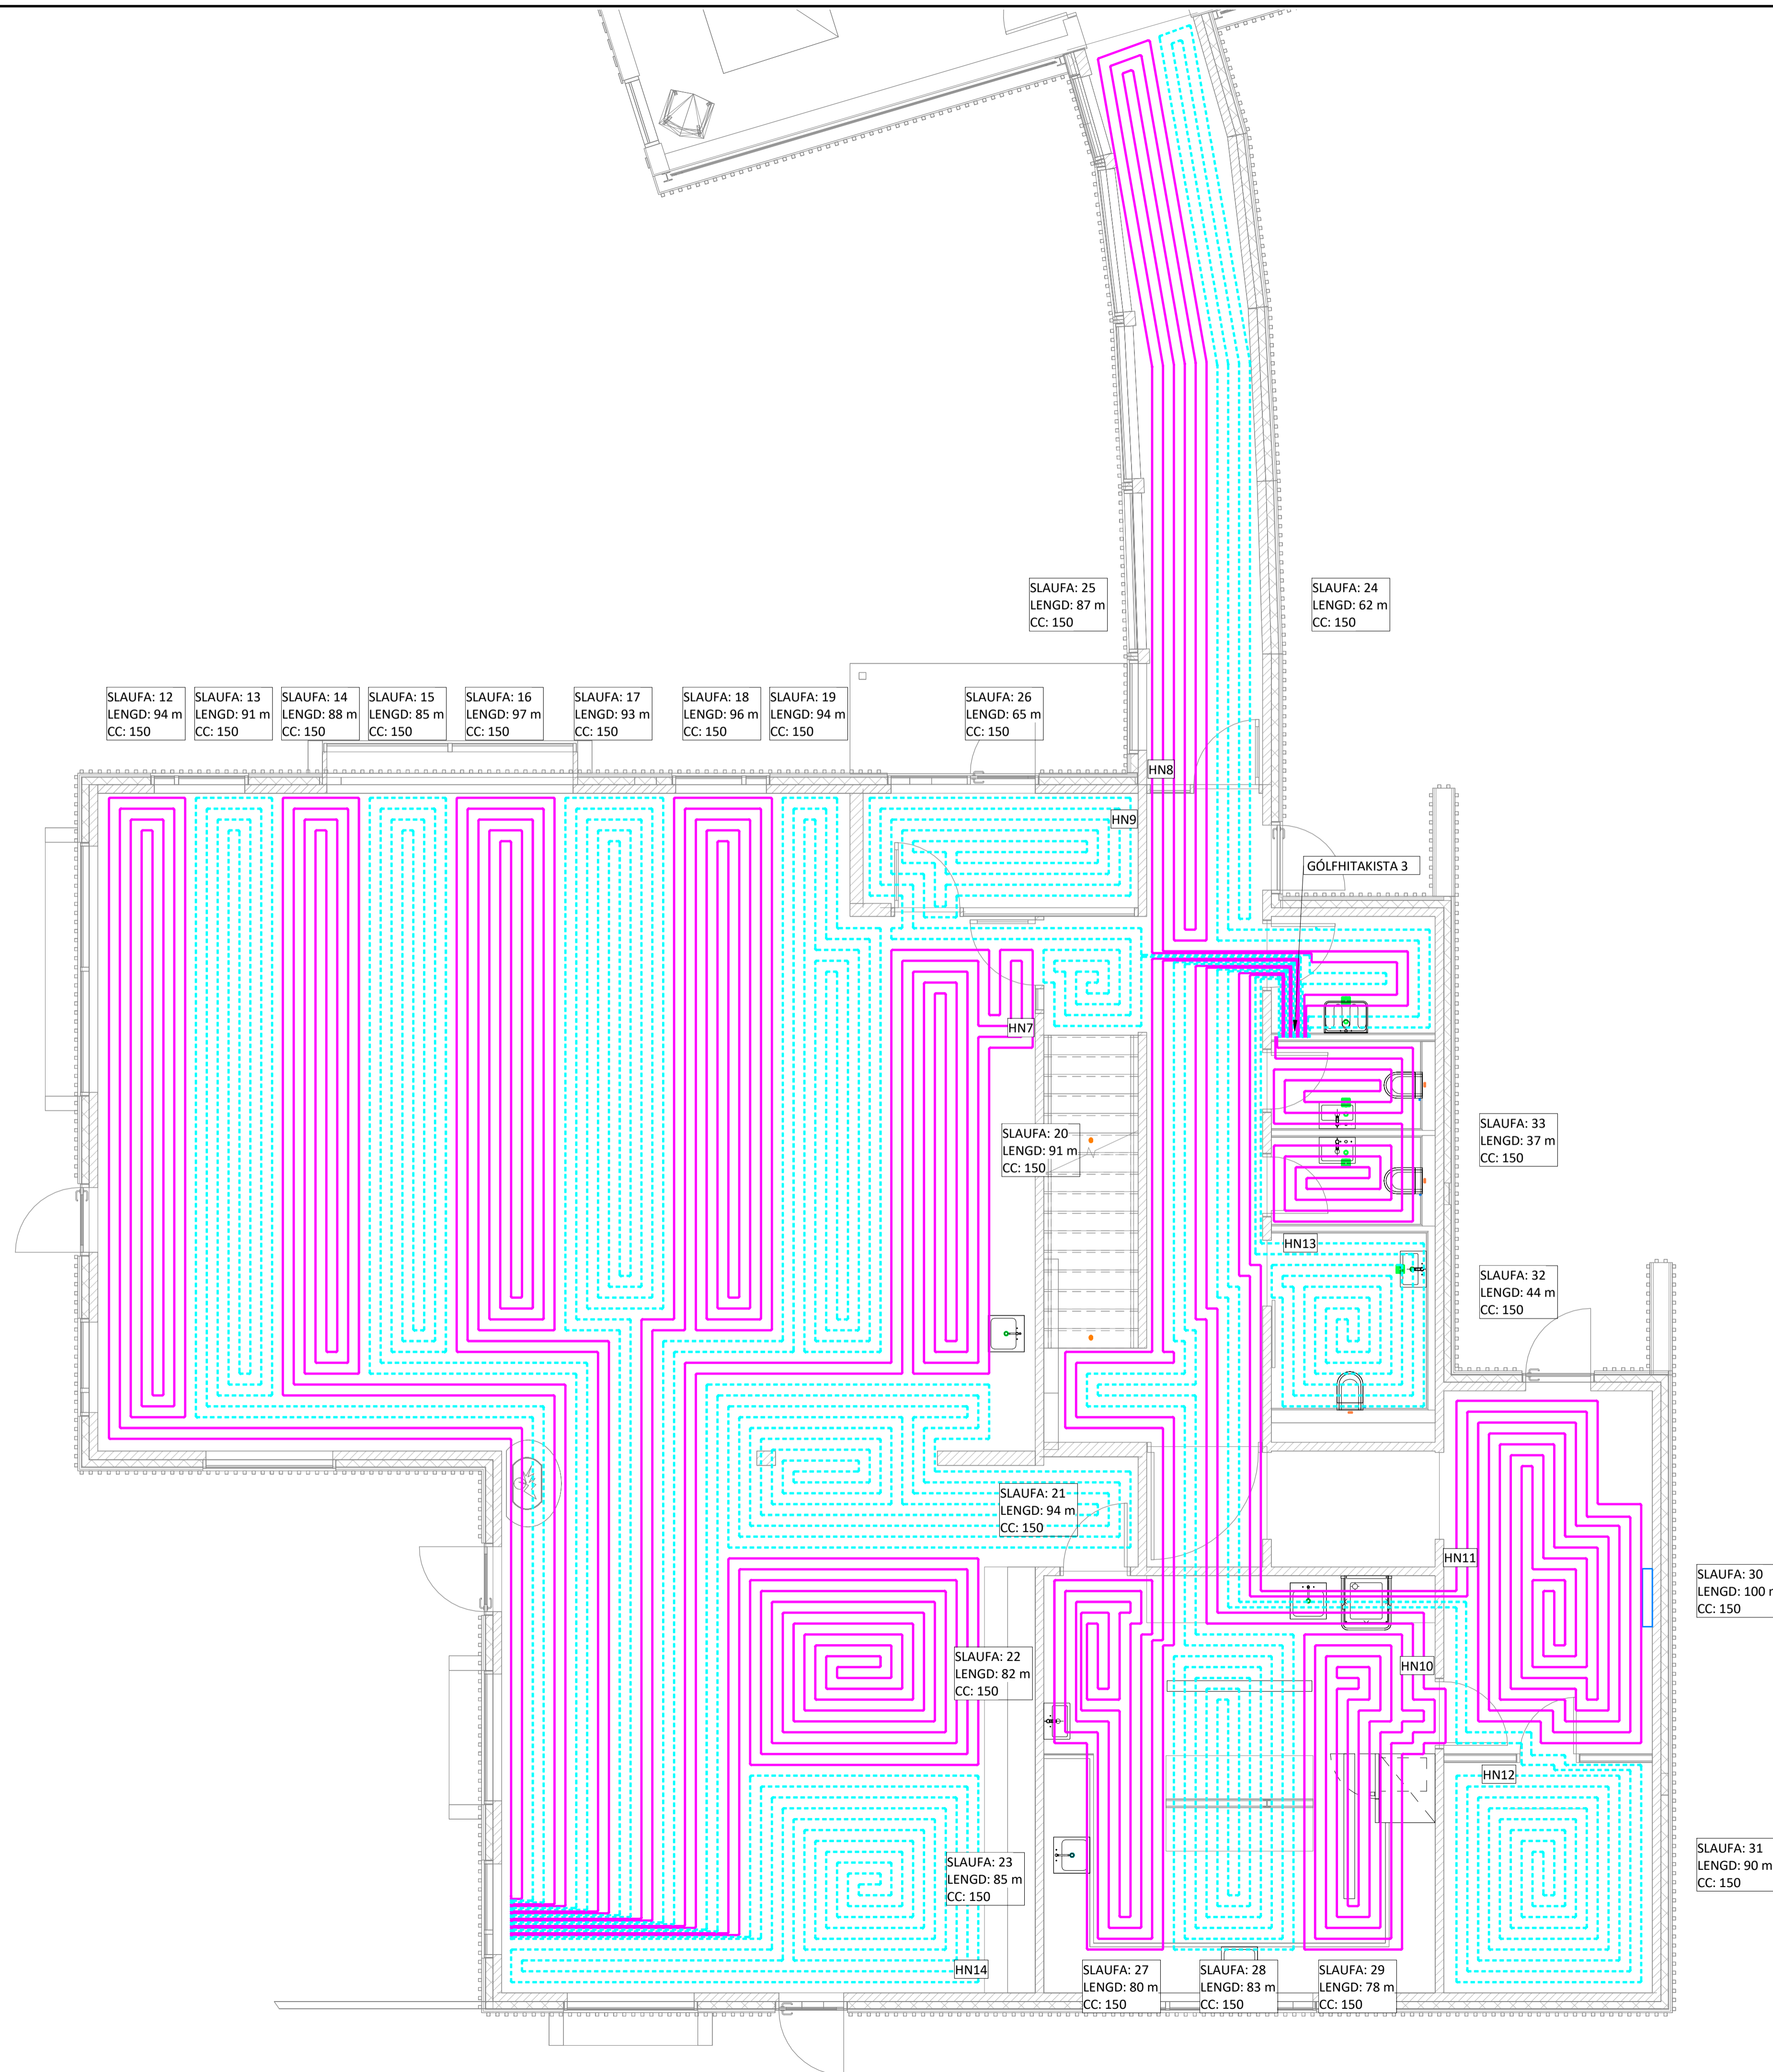 SLAUFA: 25
LENGD: 87 m
CC: 150
SLAUFA: 24
LENGD: 62 m
CC: 150
SLAUFA: 12
LENGD: 94 m
CC: 150
SLAUFA: 13
LENGD: 91 m
CC: 150
SLAUFA: 14
LENGD: 88 m
CC: 150
SLAUFA: 15
LENGD: 85 m
CC: 150
SLAUFA: 16
LENGD: 97 m
CC: 150
SLAUFA: 17
LENGD: 93 m
CC: 150
SLAUFA: 18
LENGD: 96 m
CC: 150
SLAUFA: 19
LENGD: 94 m
CC: 150
SLAUFA: 26
LENGD: 65 m
CC: 150
HN8
HN9
GÓLFHITAKISTA 3
HN7
SLAUFA: 20
LENGD: 91 m
CC: 150
SLAUFA: 33
LENGD: 37 m
CC: 150
HN13
SLAUFA: 32
LENGD: 44 m
CC: 150
SLAUFA: 21
LENGD: 94 m
CC: 150
HN11
SLAUFA: 30
LENGD: 100 m
CC: 150
SLAUFA: 22
LENGD: 82 m
CC: 150
HN10
HN12
SLAUFA: 23
LENGD: 85 m
CC: 150
SLAUFA: 31
LENGD: 90 m
CC: 150
HN14
SLAUFA: 27
LENGD: 80 m
CC: 150
SLAUFA: 28
LENGD: 83 m
CC: 150
SLAUFA: 29
LENGD: 78 m
CC: 150